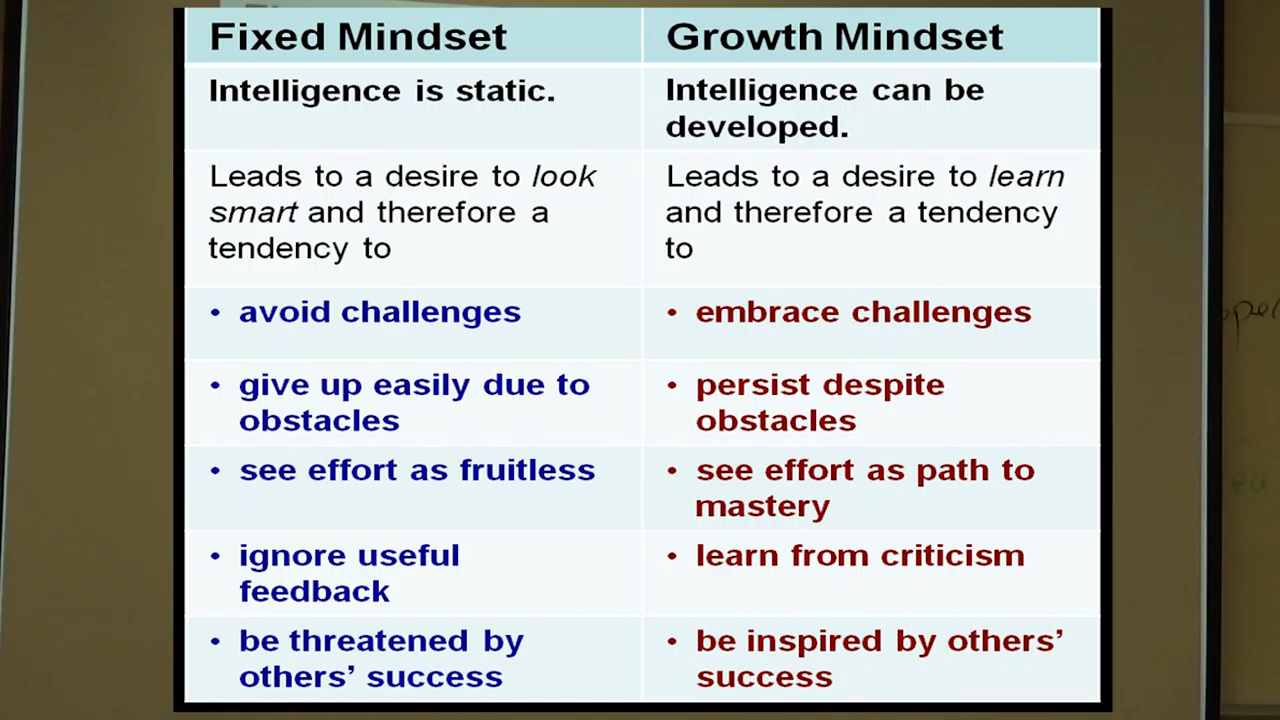 Fixed Mindset
Growth Mindset
Intelligence is static.
Intelligence can be
developed.
Leads to a desire to look
smart and therefore a
tendency to
Leads to a desire to learn
and therefore a tendency
to
• avoid challenges
• embrace challenges
• give up easily due to
obstacles
• persist despite
obstacles
• see effort as fruitless
• see effort as path to
mastery
• ignore useful
feedback
• learn from criticism
• be threatened by
others’ success
• be inspired by others’
success